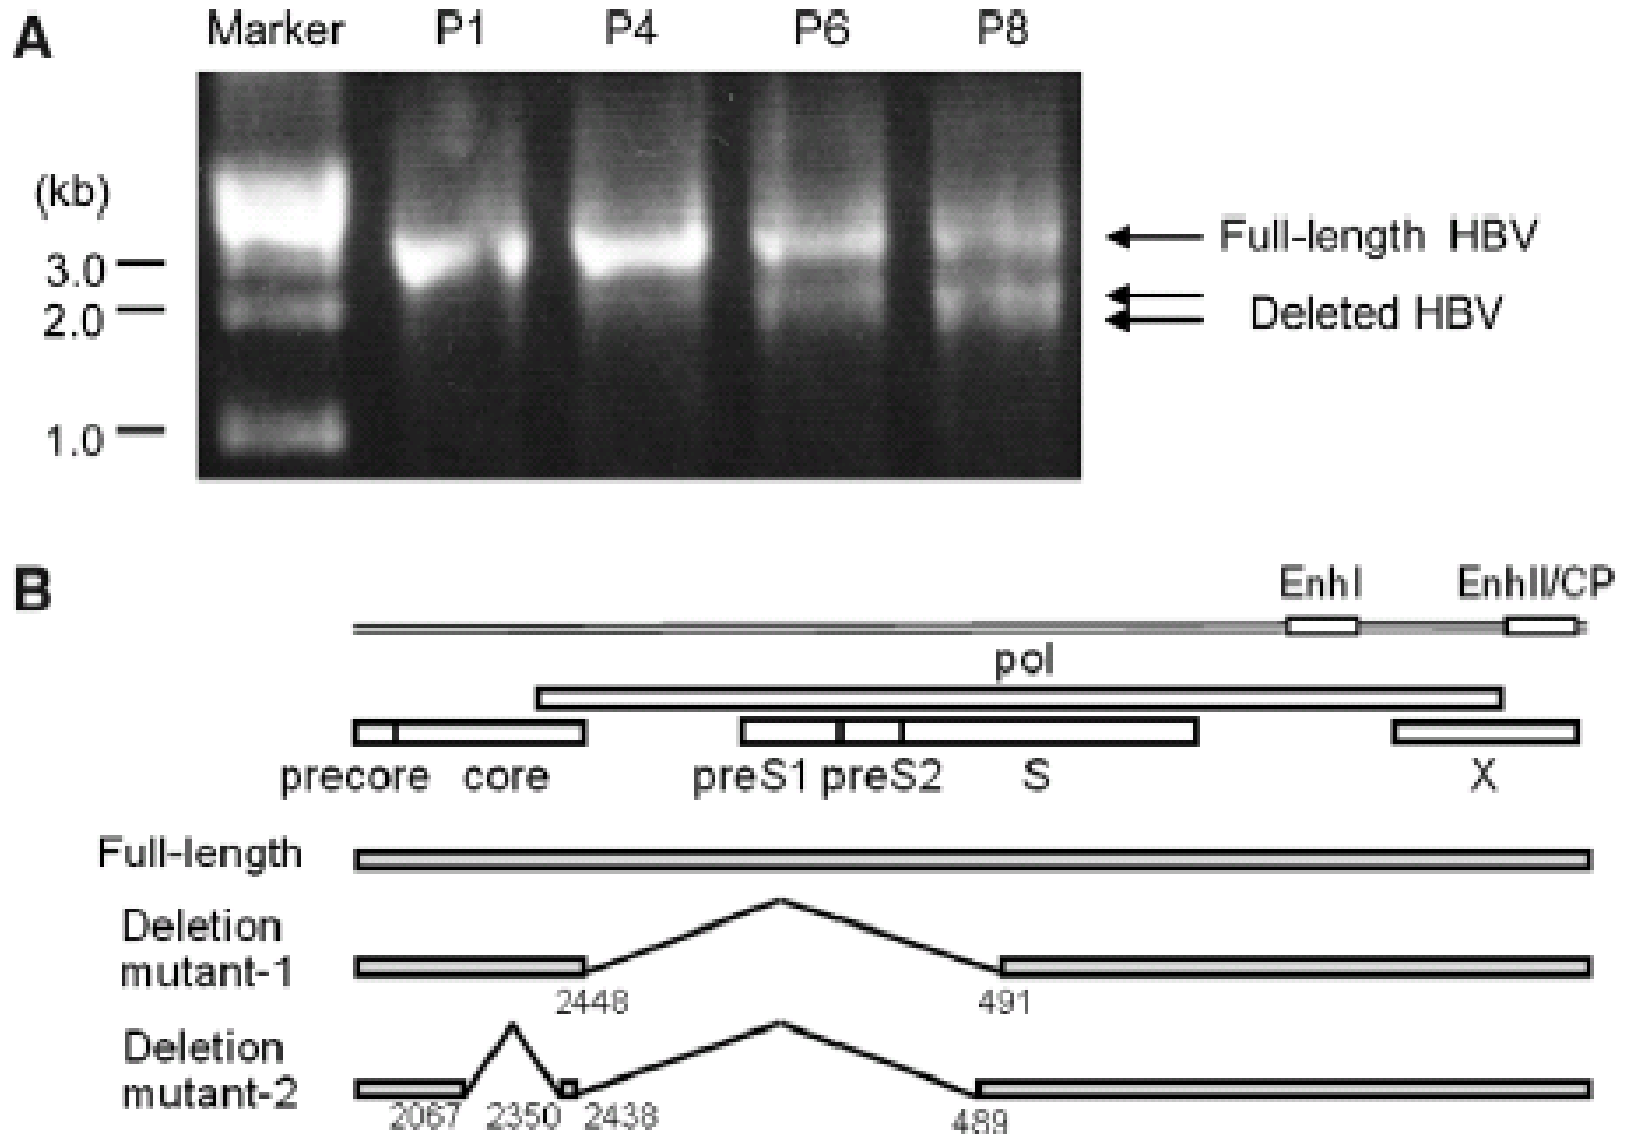 A
Marker P1 P4 P6 P8
(kb)
Full-length HBV
3.0
2.0
Deleted HBV
1.0
B
EnhI EnhII/CP
pol
precore core preS1 preS2 S X
Full-length
Deletion
mutant-1
2448 491
Deletion
mutant-2
2067 2350 2438 489